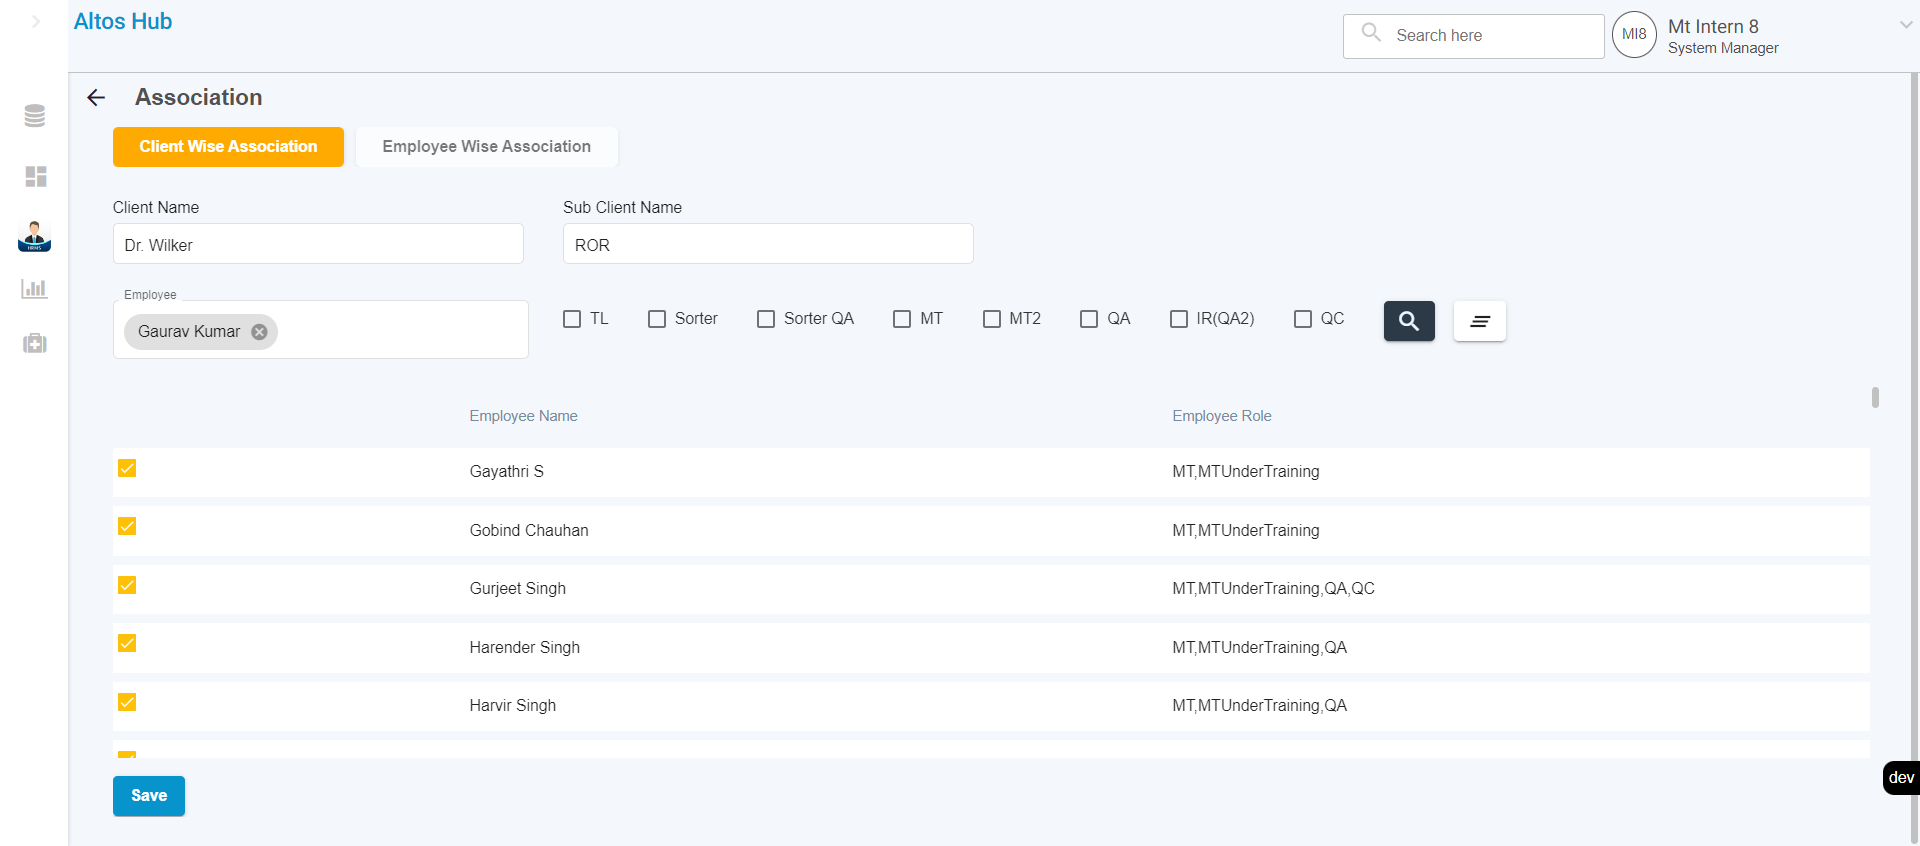 Altos Hub
Search here
MI8
Mt Intern 8
System Manager
Association
Client Wise Association
Employee Wise Association
Client Name
Sub Client Name
Dr. Wilker
ROR
Employee
Gaurav Kumar
TL
Sorter
Sorter QA
MT
MT2
QA
IR(QA2)
QC
HRMS
Employee Name
Employee Role
Gayathri S
MT,MTUnderTraining
Gobind Chauhan
MT,MTUnderTraining
Gurjeet Singh
MT,MTUnderTraining,QA,QC
Harender Singh
MT,MTUnderTraining,QA
Harvir Singh
MT,MTUnderTraining,QA
dev
Save